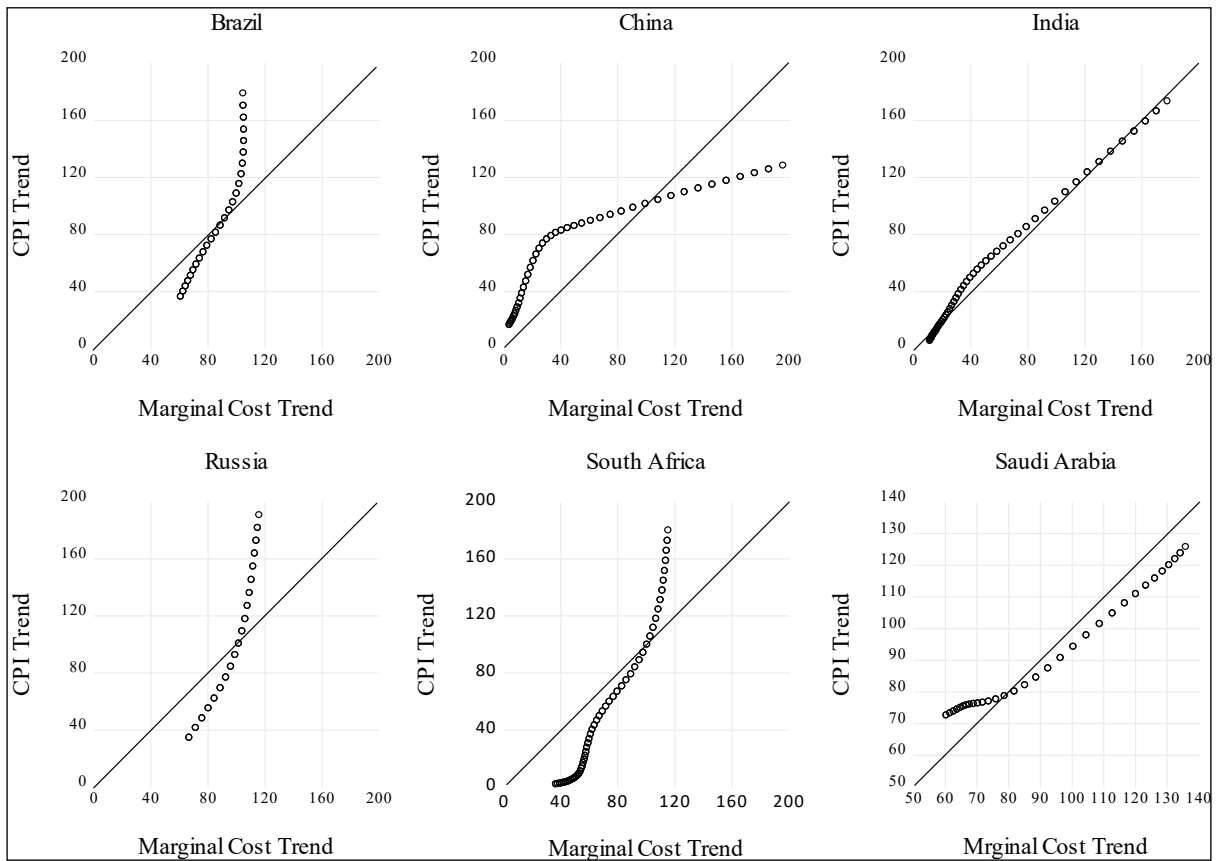 Brazil
CPI Trend
200
160
120
80
40
0
0 40 80 120 160 200
Marginal Cost Trend
China
CPI Trend
200
160
120
80
40
0
0 40 80 120 160 200
Marginal Cost Trend
India
CPI Trend
200
160
120
80
40
0
0 40 80 120 160 200
Marginal Cost Trend
Russia
CPI Trend
200
160
120
80
40
0
0 40 80 120 160 200
Marginal Cost Trend
South Africa
CPI Trend
200
160
120
80
40
0
0 40 80 120 160 200
Marginal Cost Trend
Saudi Arabia
CPI Trend
140
130
120
110
100
90
80
70
60
50
50 60 70 80 90 100 110 120 130 140
Mrginal Cost Trend